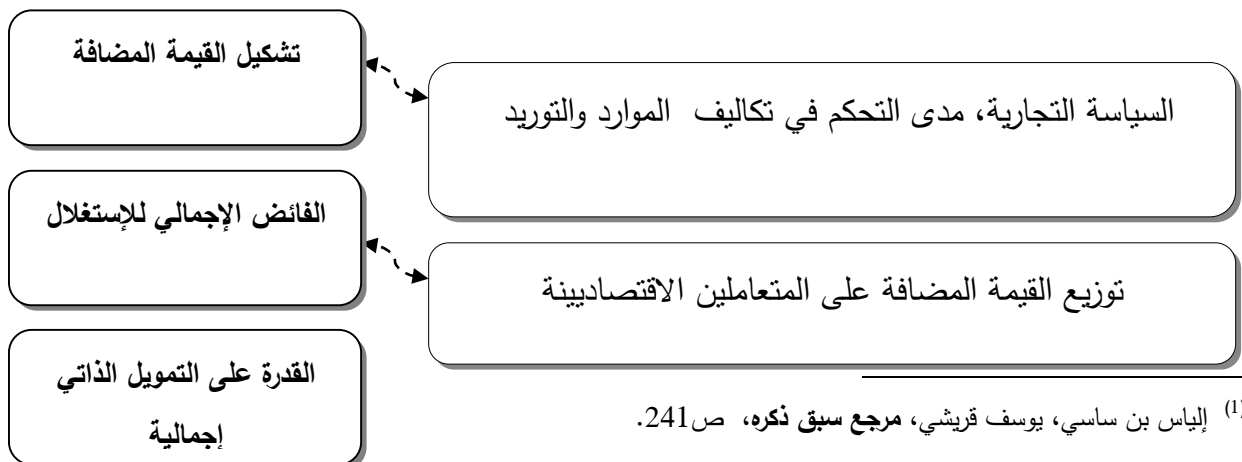 تشكيل القيمة المضافة
السياسة التجارية، مدى التحكم في تكاليف الموارد والتوريد
الفائض الإجمالي للإستغلال
توزيع القيمة المضافة على المتعاملين الاقتصاديينة
القدرة على التمويل الذاتي
إجمالية
(1) إلياس بن ساسي، يوسف قريشي، مرجع سبق ذكره، ص241.